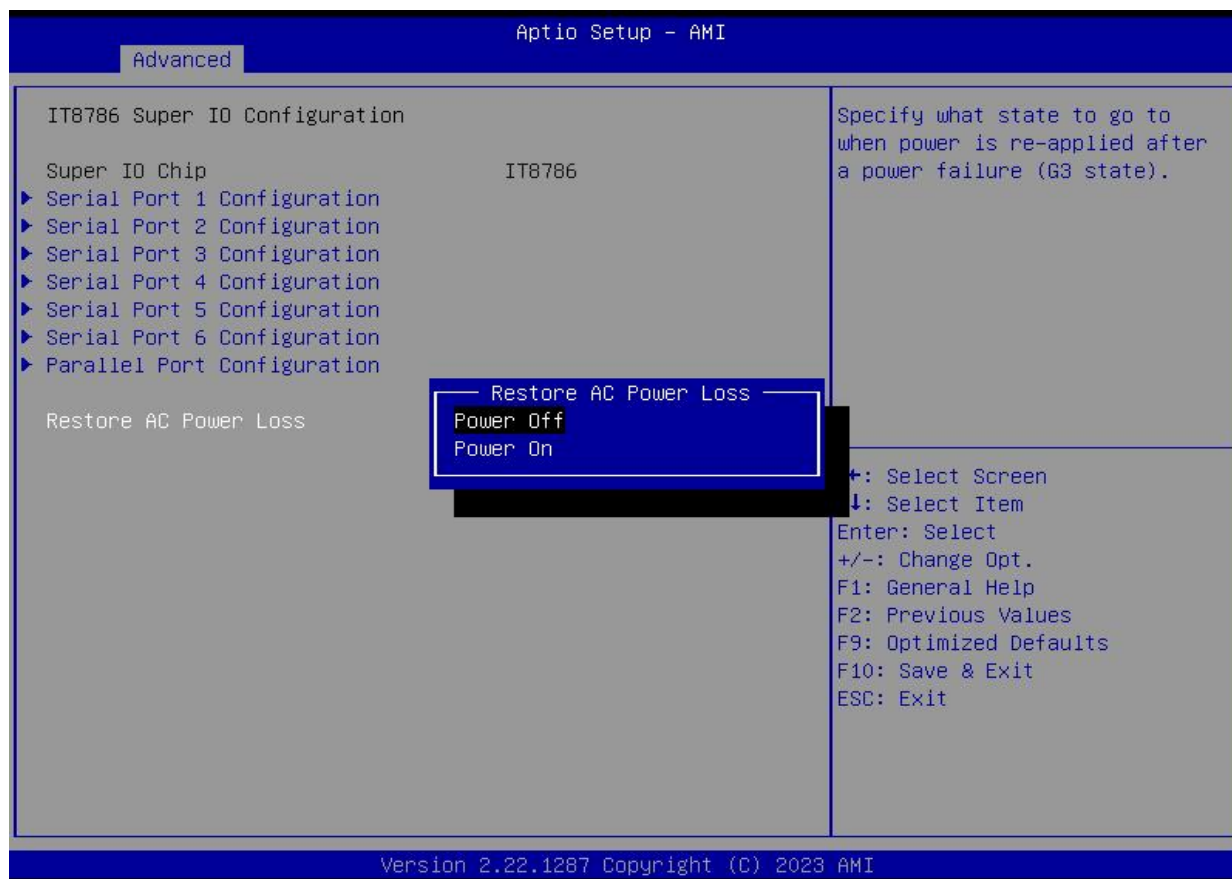 Aptio Setup – AMI
Advanced
IT8786 Super IO Configuration
Super IO Chip IT8786
Serial Port 1 Configuration
Serial Port 2 Configuration
Serial Port 3 Configuration
Serial Port 4 Configuration
Serial Port 5 Configuration
Serial Port 6 Configuration
Parallel Port Configuration
Restore AC Power Loss
Restore AC Power Loss
Power Off
Power On
Specify what state to go to
when power is re-applied after
a power failure (G3 state).
: Select Screen
: Select Item
Enter: Select
+/-: Change Opt.
F1: General Help
F2: Previous Values
F9: Optimized Defaults
F10: Save & Exit
ESC: Exit
Version 2.22.1287 Copyright (C) 2023 AMI